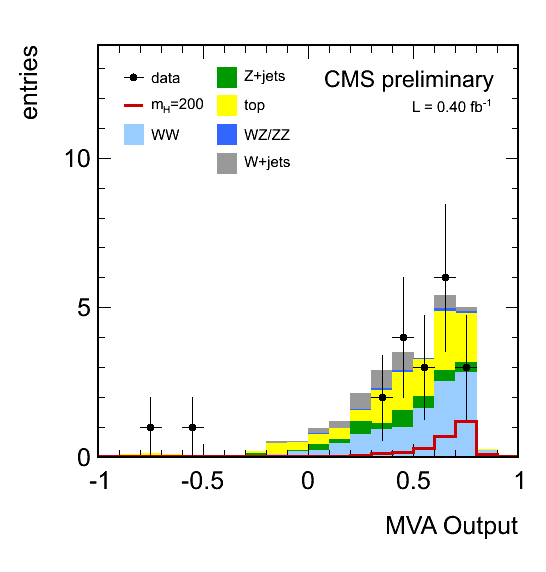 entries
data
m_H=200
WW
Z+jets
top
WZ/ZZ
W+jets
CMS preliminary
L = 0.40 fb⁻¹
10
5
0
-1 -0.5 0 0.5 1
MVA Output